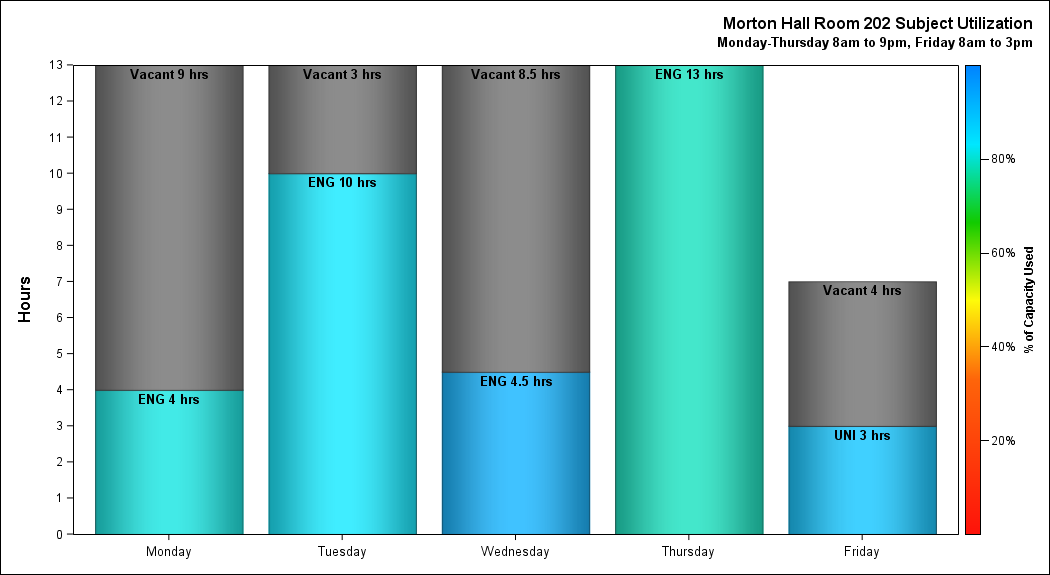 Morton Hall Room 202 Subject Utilization
Monday-Thursday 8am to 9pm, Friday 8am to 3pm
Hours
13
12
11
10
9
8
7
6
5
4
3
2
1
0
Vacant 9 hrs
ENG 4 hrs
Vacant 3 hrs
ENG 10 hrs
Vacant 8.5 hrs
ENG 4.5 hrs
ENG 13 hrs
Vacant 4 hrs
UNI 3 hrs
Monday
Tuesday
Wednesday
Thursday
Friday
80%
60%
40%
20%
% of Capacity Used